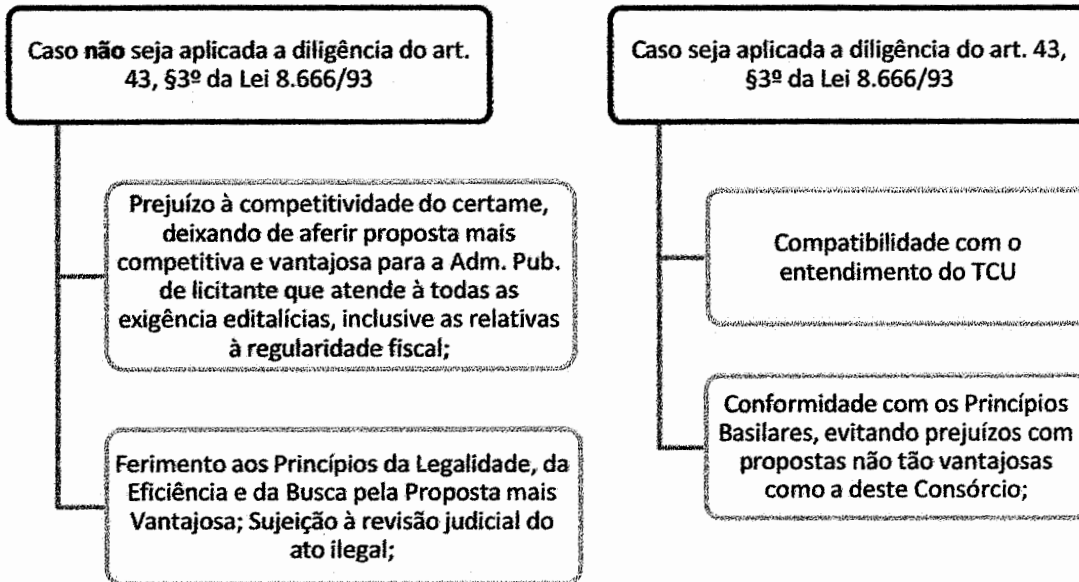 Caso não seja aplicada a diligência do art.
43, §3º da Lei 8.666/93
Prejuízo à competitividade do certame,
deixando de aferir proposta mais
competitiva e vantajosa para a Adm. Pub.
de licitante que atende à todas as
exigência editalícias, inclusive as relativas
à regularidade fiscal;
Ferimento aos Princípios da Legalidade, da
Eficiência e da Busca pela Proposta mais
Vantajosa; Sujeição à revisão judicial do
ato ilegal;
Caso seja aplicada a diligência do art. 43,
§3º da Lei 8.666/93
Compatibilidade com o
entendimento do TCU
Conformidade com os Princípios
Basilares, evitando prejuízos com
propostas não tão vantajosas
como a deste Consórcio;